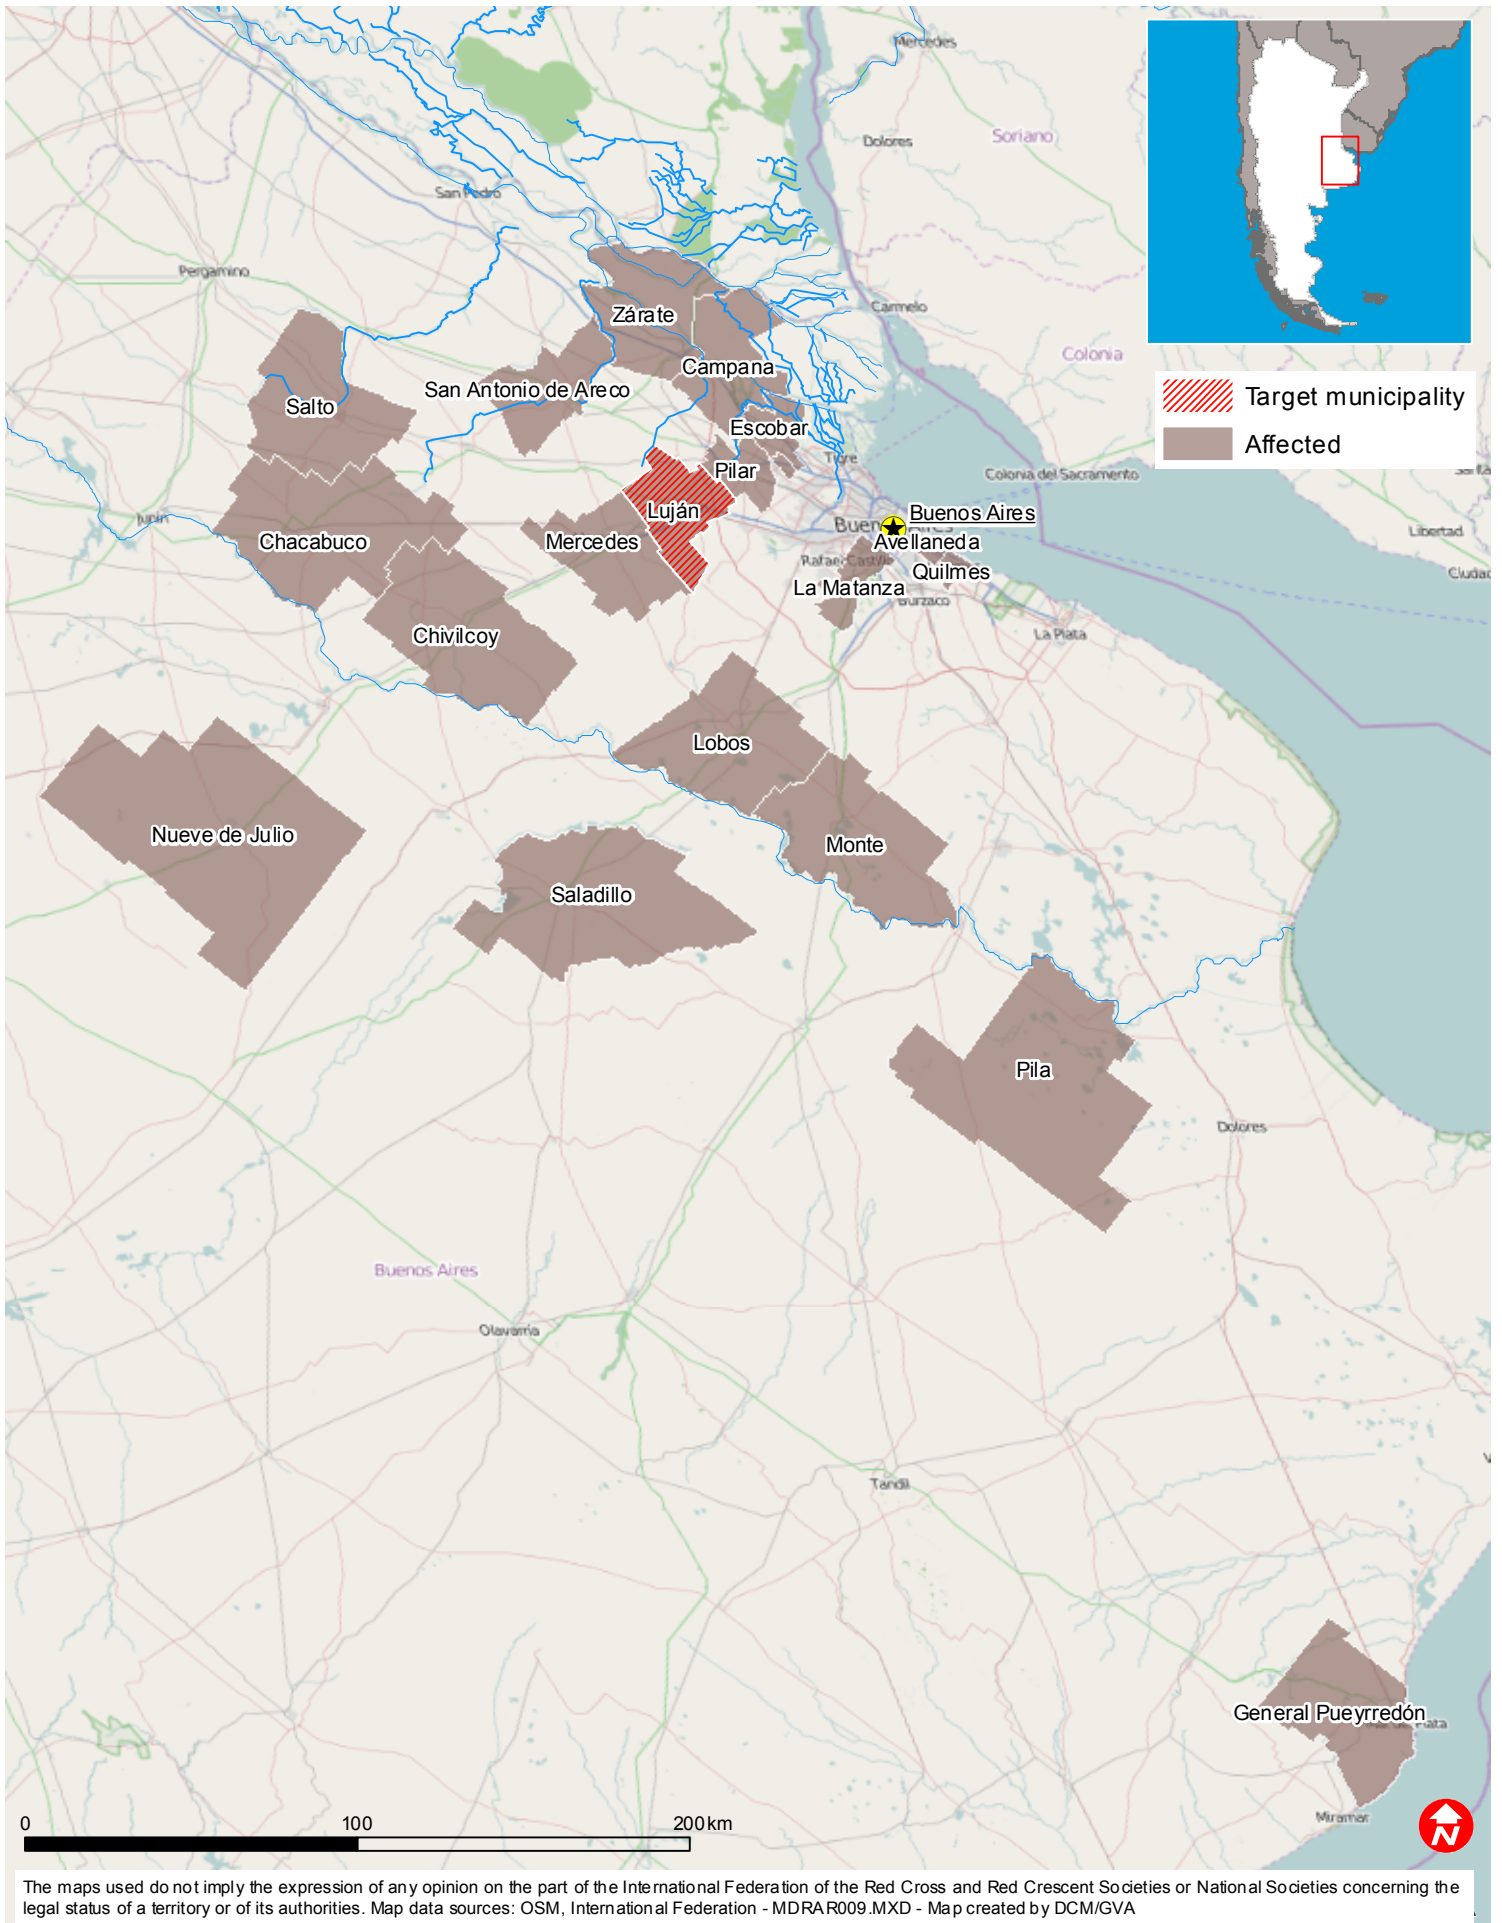 Mercedes
Dolores
Soriano
San Pedro
Pergamino
Zárate
Carmelo
Colonia
Campana
San Antonio de Areco
Salto
Target municipality
Escobar
Affected
Tigre
Pilar
Colonia del Sacramento
Luján
Buenos Aires
Junín
Libertad
Chacabuco
Mercedes
Avellaneda
Rafael Castillo
Quilmes
La Matanza
Burzaco
La Plata
Chivilcoy
Lobos
Nueve de Julio
Monte
Saladillo
Pila
Dolores
Buenos Aires
Olavarría
Tandil
General Pueyrredón
Miramar
0 100 200 km
N
The maps used do not imply the expression of any opinion on the part of the International Federation of the Red Cross and Red Crescent Societies or National Societies concerning the
legal status of a territory or of its authorities. Map data sources: OSM, International Federation - MDRAR009.MXD - Map created by DCM/GVA